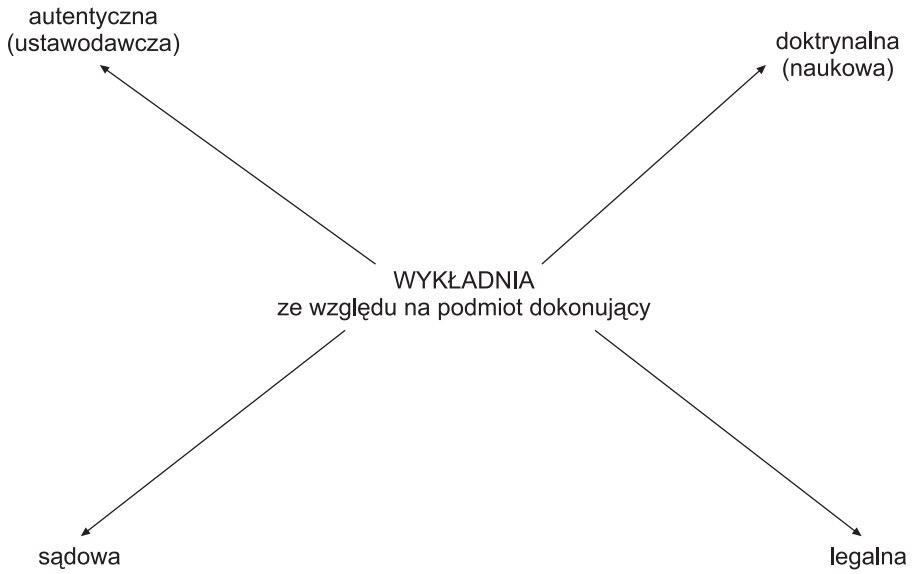 autentyczna
(ustawodawcza)
doktrynalna
(naukowa)
WYKŁADNIA
ze względu na podmiot dokonujący
sądowa
legalna